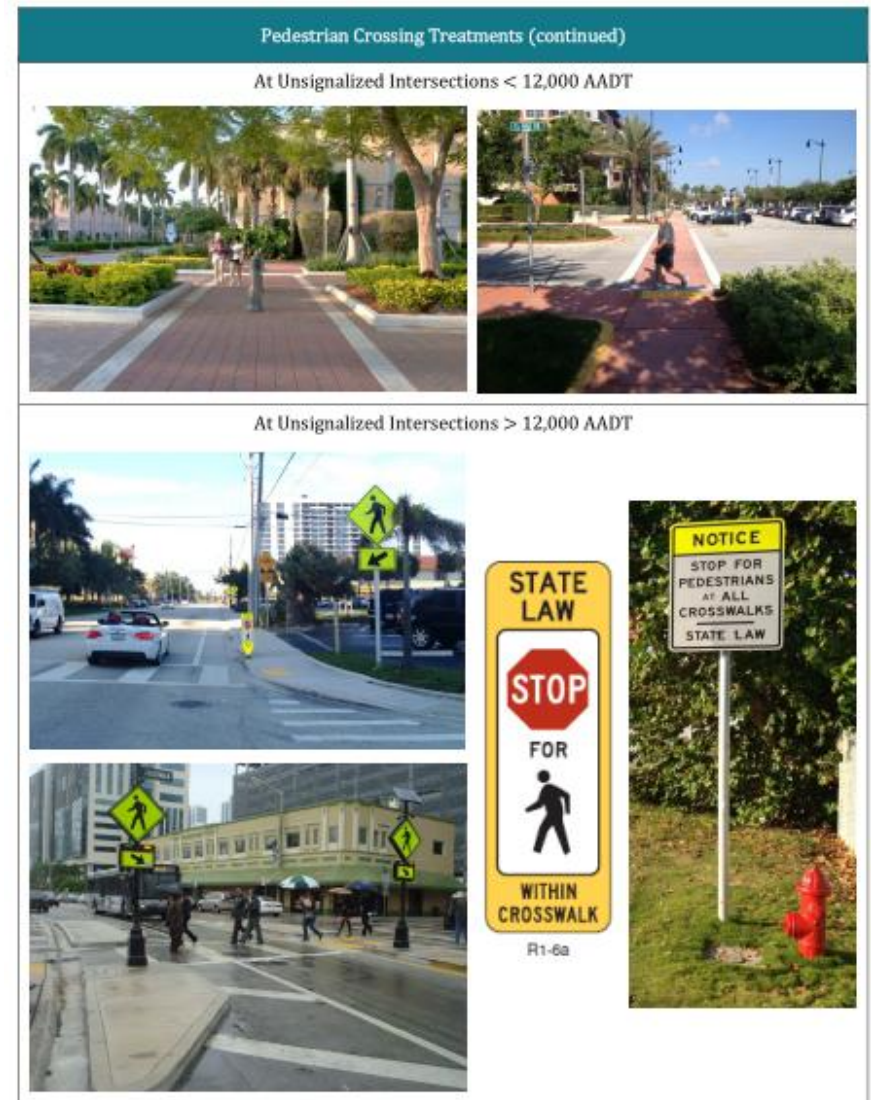 Pedestrian Crossing Treatments (continued)
At Unsignalized Intersections < 12,000 AADT
At Unsignalized Intersections > 12,000 AADT
STATE
LAW
STOP
FOR
WITHIN
CROSSWALK
R1-6a
NOTICE
STOP FOR
PEDESTRIANS
AT ALL
CROSSWALKS
STATE LAW